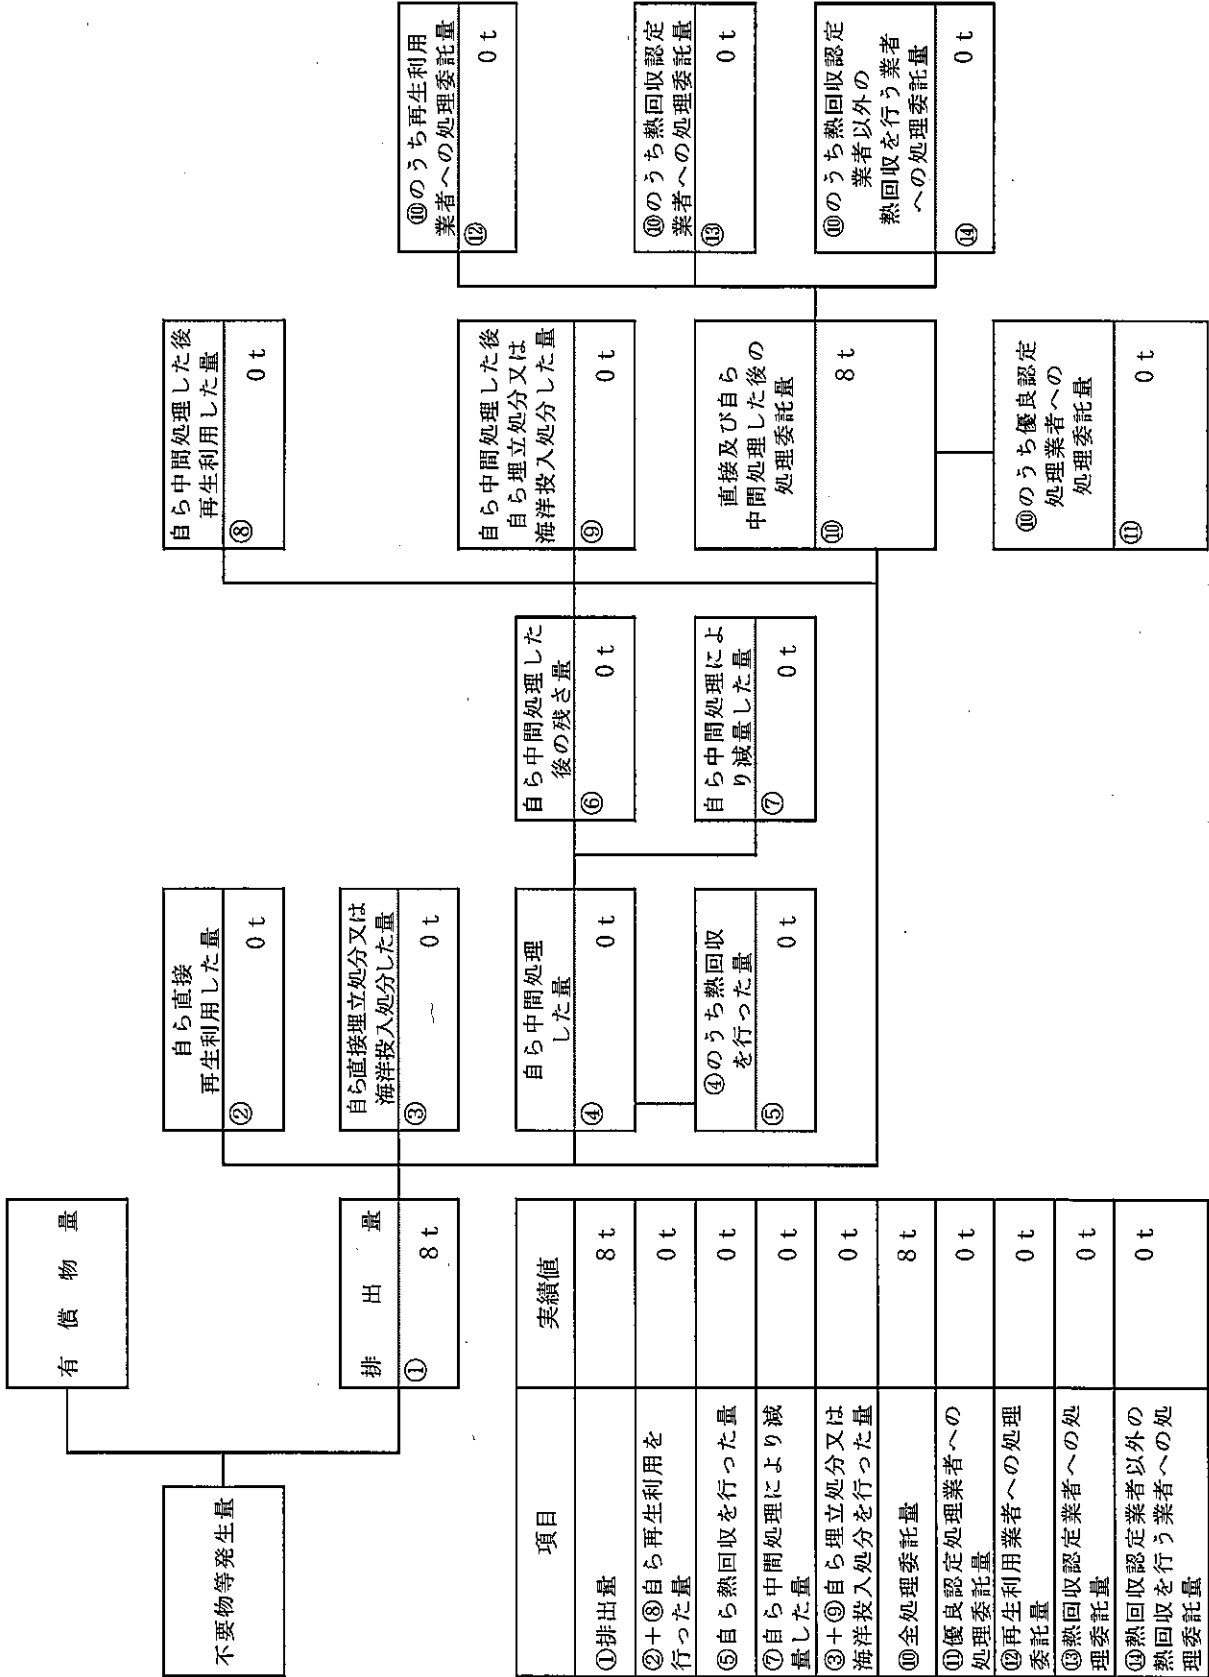 不要物等発生量
有償物量
排出量
①
8t
自ら直接
再生利用した量
②
0t
自ら直接埋立処分又は
海洋投入処分した量
③
0t
自ら中間処理
した量
④
0t
④のうち熱回収
を行った量
⑤
0t
自ら中間処理した
後の残さ量
⑥
0t
自ら中間処理によ
り減量した量
⑦
0t
自ら中間処理した後
再生利用した量
⑧
0t
自ら中間処理した後
自ら埋立処分又は
海洋投入処分した量
⑨
0t
直接及び自ら
中間処理した後の
処理委託量
⑩
8t
⑩のうち優良認定
処理業者への
処理委託量
⑪
0t
⑩のうち再生利用
業者への処理委託量
⑫
0t
⑩のうち熱回収認定
業者への処理委託量
⑬
0t
⑩のうち熱回収認定
業者以外の
熱回収を行う業者
への処理委託量
⑭
0t
項目
実績値
①排出量
8t
②+⑧自ら再生利用を
行った量
0t
⑤自ら熱回収を行った量
0t
⑦自ら中間処理により減
量した量
0t
③+⑨自ら埋立処分又は
海洋投入処分を行った量
0t
⑩全処理委託量
8t
⑪優良認定処理業者への
処理委託量
0t
⑫再生利用業者への処理
委託量
0t
⑬熱回収認定業者への処
理委託量
0t
⑭熱回収認定業者以外の
熱回収を行う業者への処
理委託量
0t